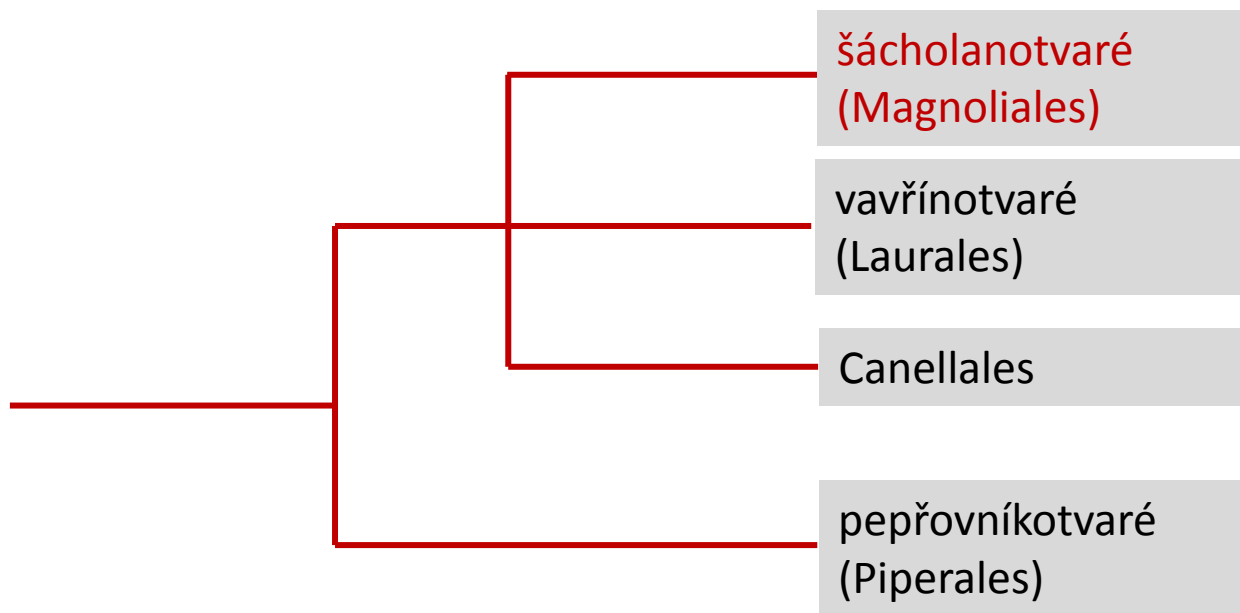 šácholanotvaré
(Magnoliales)
vavřínotvaré
(Laurales)
Canellales
pepřovníkotvaré
(Piperales)